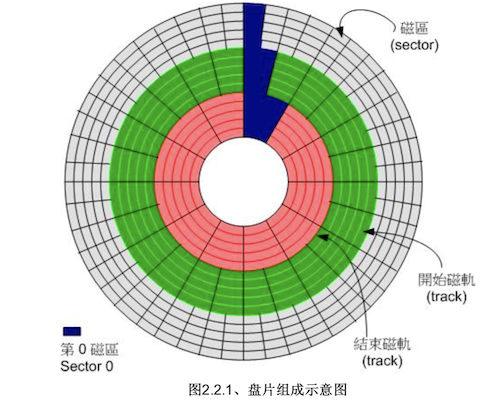 磁區
(sector)
開始磁軌
(track)
結束磁軌
(track)
第 0 磁區
Sector 0
图2.2.1、盘片组成示意图